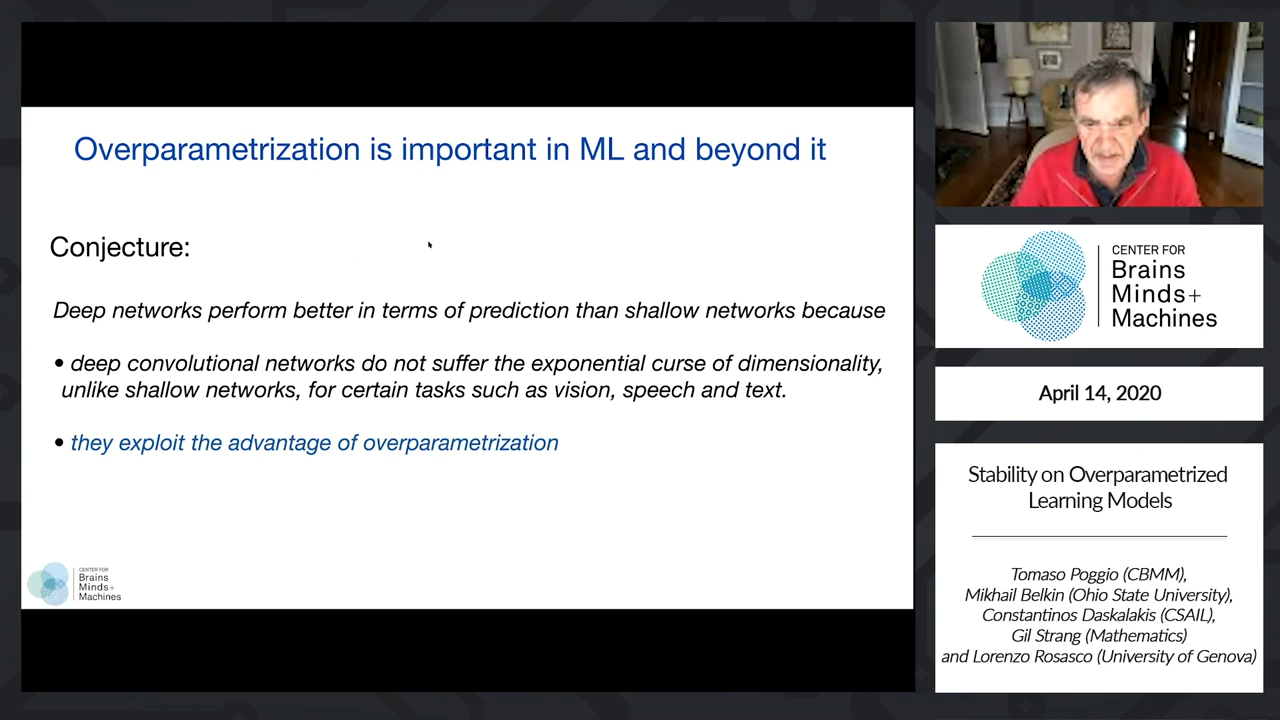 Overparametrization is important in ML and beyond it
Conjecture:
Deep networks perform better in terms of prediction than shallow networks because
• deep convolutional networks do not suffer the exponential curse of dimensionality,
unlike shallow networks, for certain tasks such as vision, speech and text.
• they exploit the advantage of overparametrization
CENTER FOR
Brains
Minds+
Machines
CENTER FOR
Brains
Minds+
Machines
April 14, 2020
Stability on Overparametrized
Learning Models
Tomaso Poggio (CBMM),
Mikhail Belkin (Ohio State University),
Constantinos Daskalakis (CSAIL),
Gil Strang (Mathematics)
and Lorenzo Rosasco (University of Genova)